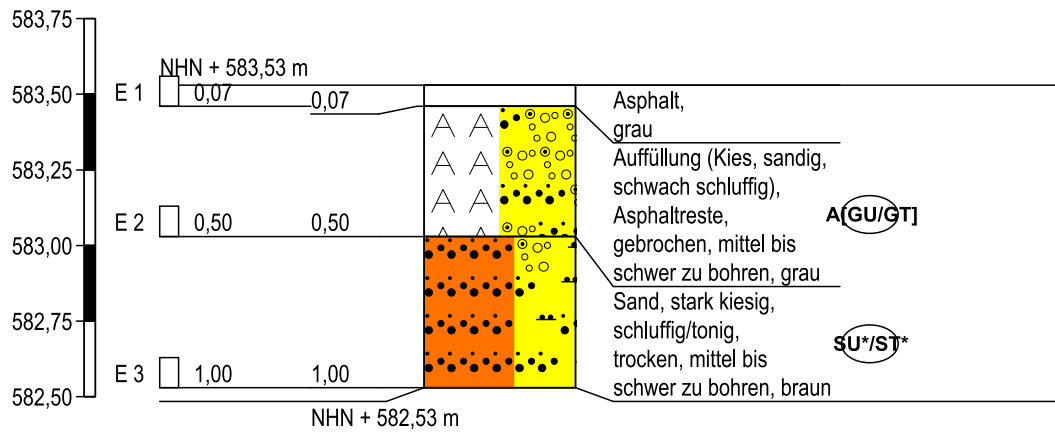 583,75
NHN + 583,53 m
583,50
E 1
0,07
0,07
Asphalt,
grau
583,25
Auffüllung (Kies, sandig,
schwach schluffig),
Asphaltreste,
gebrochen, mittel bis
schwer zu bohren, grau
A[GU/GT]
E 2
0,50
0,50
583,00
Sand, stark kiesig,
schluffig/tonig,
trocken, mittel bis
schwer zu bohren, braun
SU*/ST*
582,75
E 3
1,00
1,00
582,50
NHN + 582,53 m
A A
A A
A A
A A